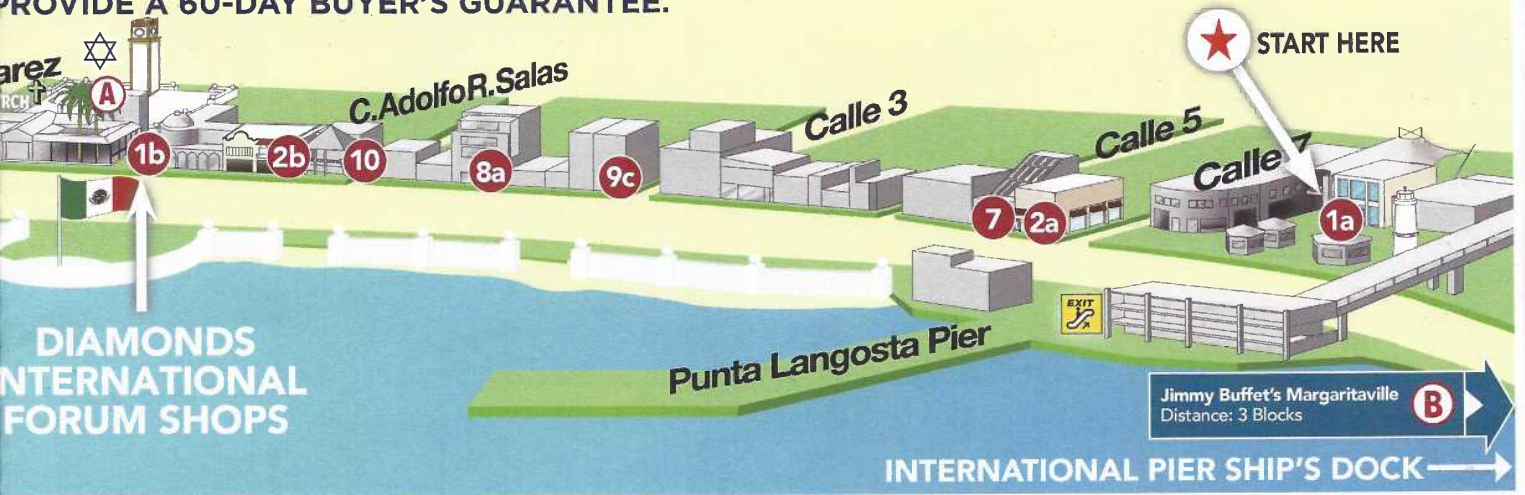 PROVIDE A 60-DAY BUYER'S GUARANTEE.
START HERE
arez
RCH
A
C. Adolfo R. Salas
Calle 3
Calle 5
Calle 7
1b
2b
10
8a
9c
7
2a
1a
EXIT
DIAMONDS
INTERNATIONAL
FORUM SHOPS
Punta Langosta Pier
Jimmy Buffet's Margaritaville
Distance: 3 Blocks
B
INTERNATIONAL PIER SHIP'S DOCK